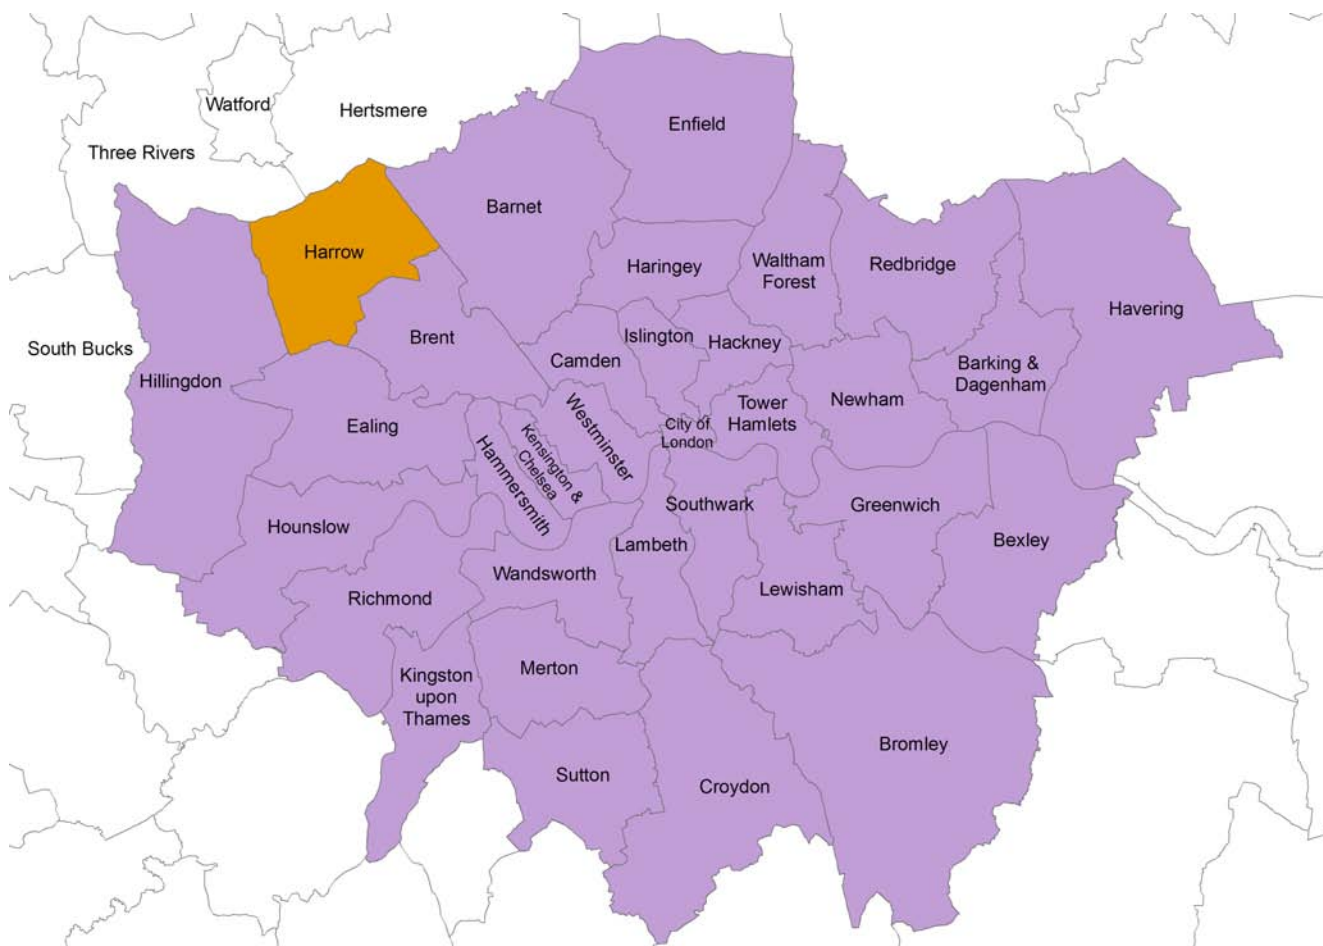 Watford
Hertsmere
Enfield
Three Rivers
Barnet
Harrow
Haringey
Waltham
Forest
Redbridge
Havering
South Bucks
Brent
Islington
Hackney
Camden
Barking &
Dagenham
Hillingdon
Ealing
Westminster
Tower
Hamlets
Newham
City of
London
Kensington &
Chelsea
Hammersmith
Hounslow
Southwark
Greenwich
Lambeth
Bexley
Wandsworth
Richmond
Lewisham
Kingston
upon
Thames
Merton
Bromley
Sutton
Croydon